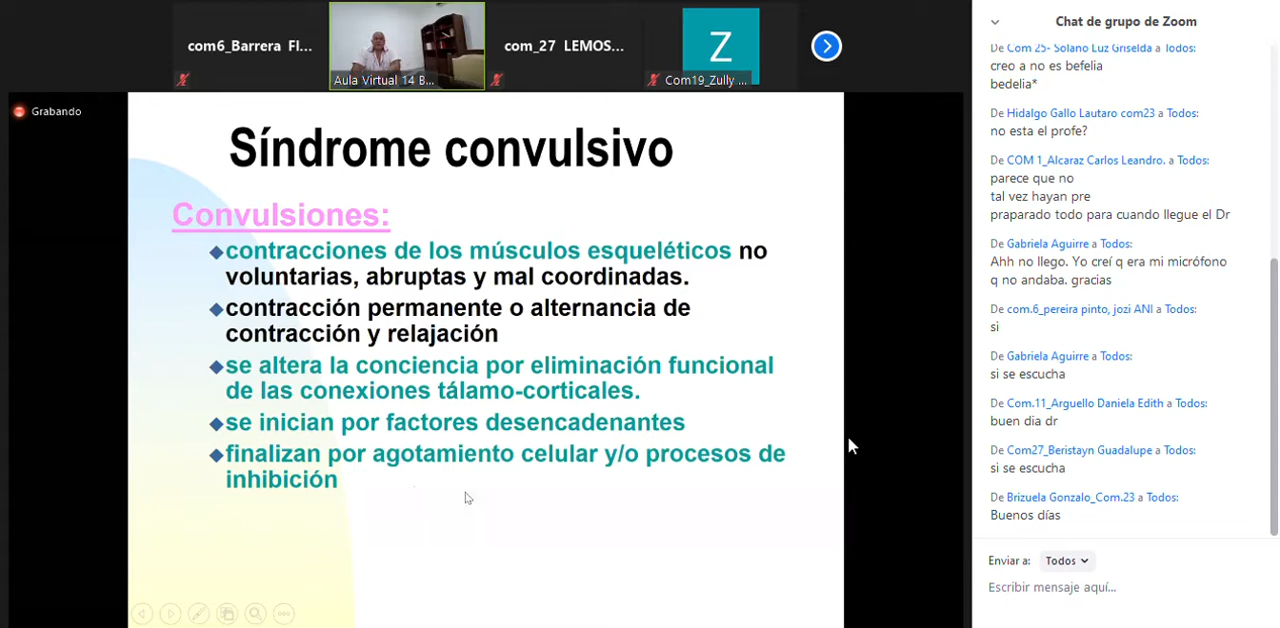 com6_Barrera Fl...
Aula Virtual 14 B...
com_27 LEMOS...
Z
Com19_Zully ...
Grabando
Síndrome convulsivo
Convulsiones:
contracciones de los músculos esqueléticos no
voluntarias, abruptas y mal coordinadas.
contracción permanente o alternancia de
contracción y relajación
se altera la conciencia por eliminación funcional
de las conexiones tálamo-corticales.
se inician por factores desencadenantes
finalizan por agotamiento celular y/o procesos de
inhibición
Chat de grupo de Zoom
De Com 25- Solano Luz Griselda a Todos:
creo a no es befelia
bedelia*
De Hidalgo Gallo Lautaro com23 a Todos:
no esta el profe?
De COM 1_Alcaraz Carlos Leandro. a Todos:
parece que no
tal vez hayan pre
praparado todo para cuando llegue el Dr
De Gabriela Aguirre a Todos:
Ahh no llego. Yo creí q era mi micrófono
q no andaba. gracias
De com.6_pereira pinto, jozi ANI a Todos:
si
De Gabriela Aguirre a Todos:
si se escucha
De Com.11_Arguello Daniela Edith a Todos:
buen dia dr
De Com27_Beristayn Guadalupe a Todos:
si se escucha
De Brizuela Gonzalo_Com.23 a Todos:
Buenos días
Enviar a: Todos
Escribir mensaje aquí...